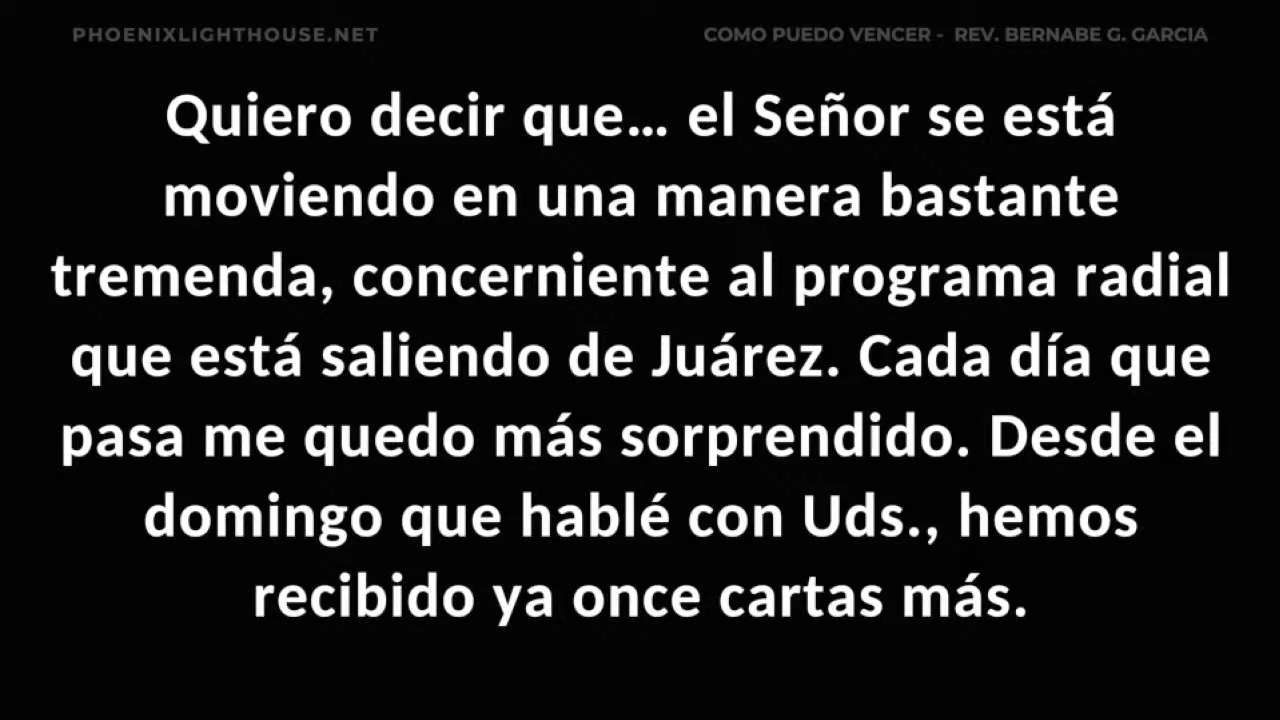 PHOENIXLIGHTHOUSE.NET
COMO PUEDO VENCER - REV. BERNABE G. GARCIA
Quiero decir que... el Señor se está
moviendo en una manera bastante
tremenda, concerniente al programa radial
que está saliendo de Juárez. Cada día que
pasa me quedo más sorprendido. Desde el
domingo que hablé con Uds., hemos
recibido ya once cartas más.